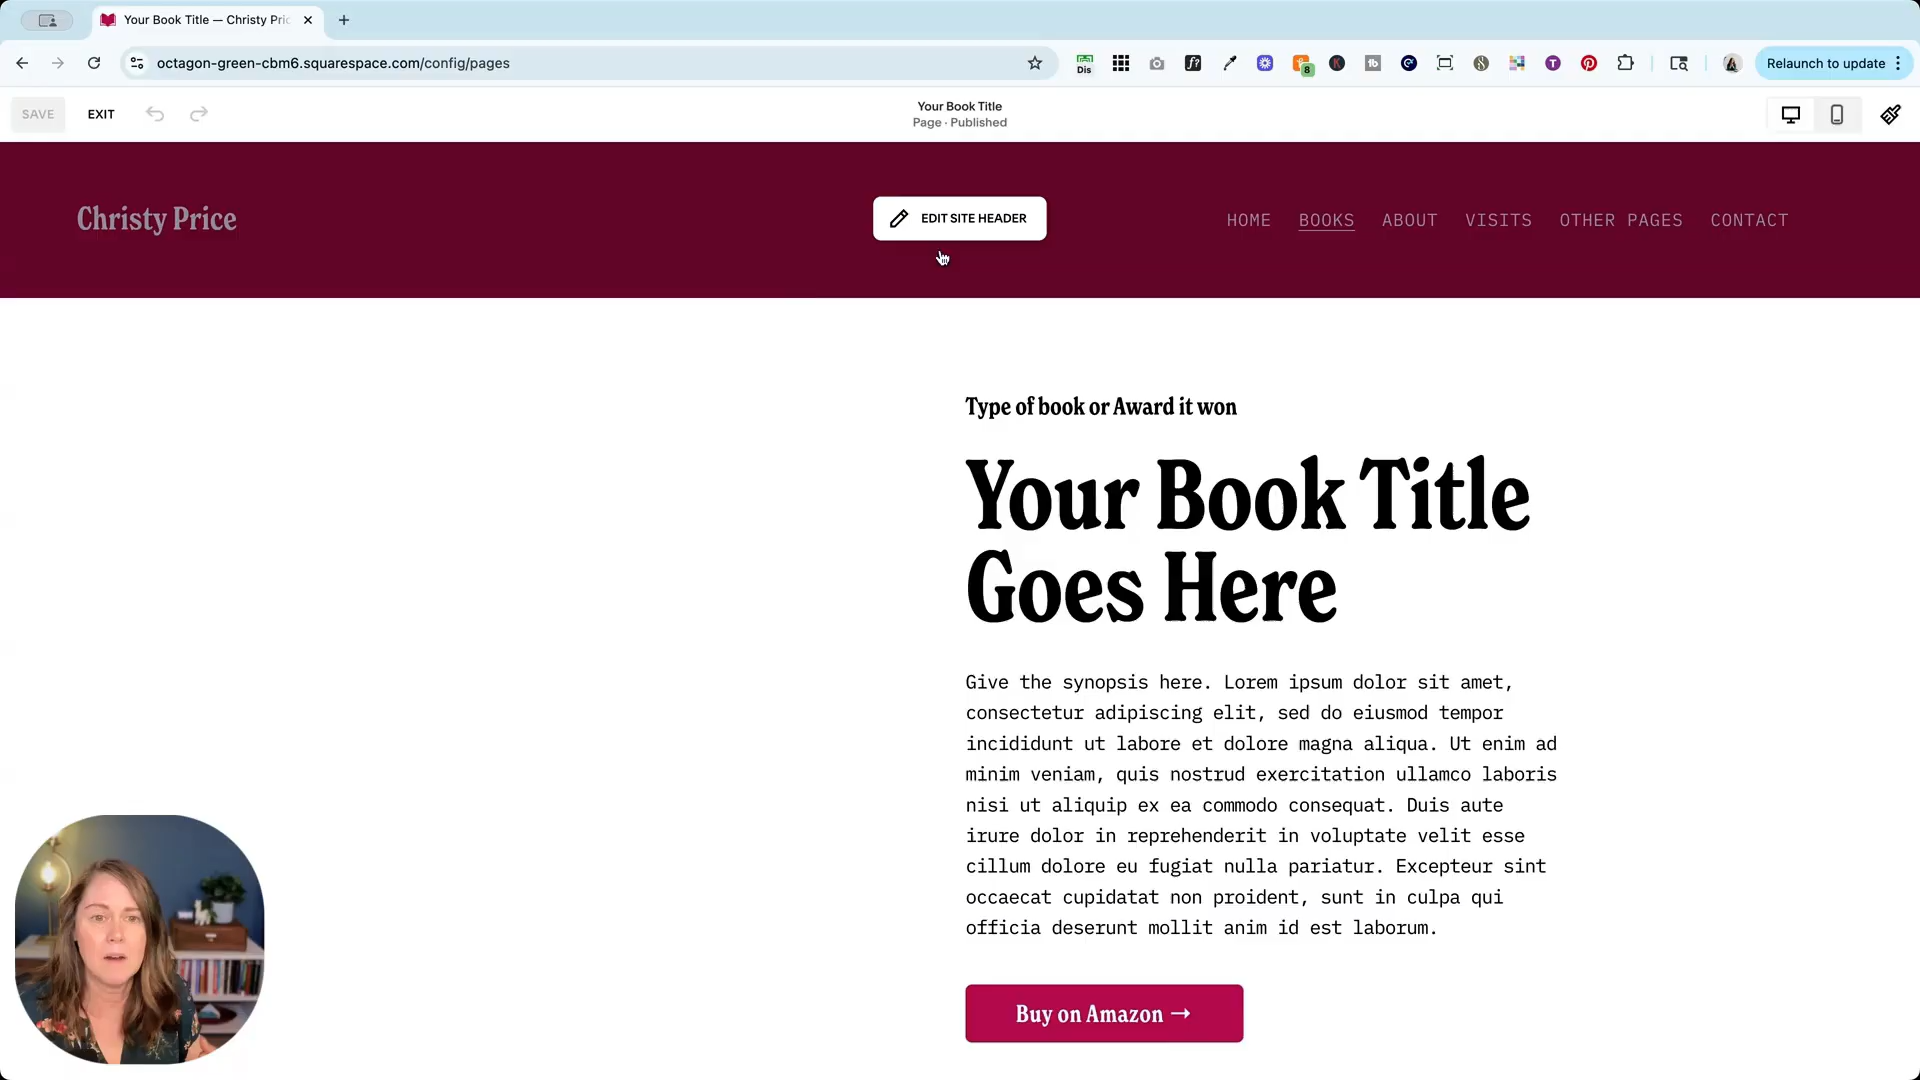 Your Book Title — Christy Pric
octagon-green-cbm6.squarespace.com/config/pages
Dis
8
Relaunch to update
SAVE
EXIT
Your Book Title
Page · Published
Christy Price
EDIT SITE HEADER
HOME
BOOKS
ABOUT
VISITS
OTHER PAGES
CONTACT
Type of book or Award it won
Your Book Title
Goes Here
Give the synopsis here. Lorem ipsum dolor sit amet,
consectetur adipiscing elit, sed do eiusmod tempor
incididunt ut labore et dolore magna aliqua. Ut enim ad
minim veniam, quis nostrud exercitation ullamco laboris
nisi ut aliquip ex ea commodo consequat. Duis aute
irure dolor in reprehenderit in voluptate velit esse
cillum dolore eu fugiat nulla pariatur. Excepteur sint
occaecat cupidatat non proident, sunt in culpa qui
officia deserunt mollit anim id est laborum.
Buy on Amazon →